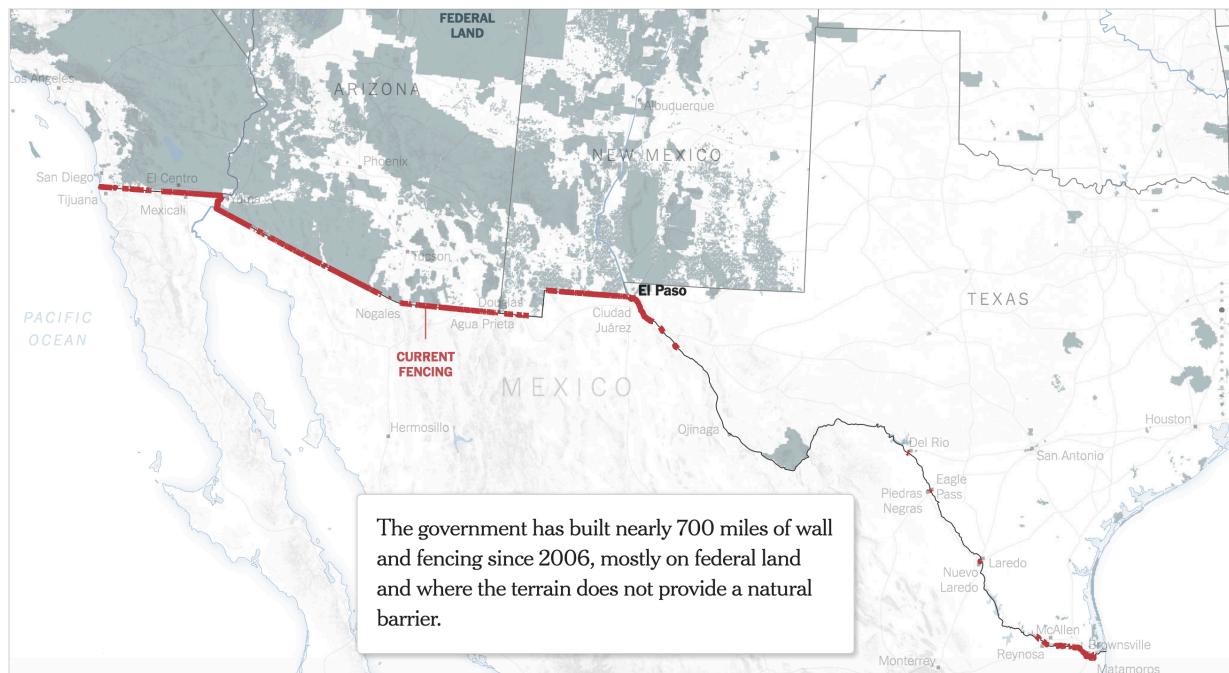 FEDERAL
LAND
Los Angeles
ARIZONA
Albuquerque
NEW MEXICO
Phoenix
San Diego
El Centro
Tijuana
Mexicali
Yuma
Tucson
El Paso
Nogales
Douglas
Agua Prieta
Ciudad
Juárez
TEXAS
PACIFIC
OCEAN
CURRENT
FENCING
MEXICO
Hermosillo
Ojinaga
Houston
Del Rio
San Antonio
Eagle
Pass
Piedras
Negras
The government has built nearly 700 miles of wall
and fencing since 2006, mostly on federal land
and where the terrain does not provide a natural
barrier.
Laredo
Nuevo
Laredo
McAllen
Reynosa
Brownsville
Monterrey
Matamoros